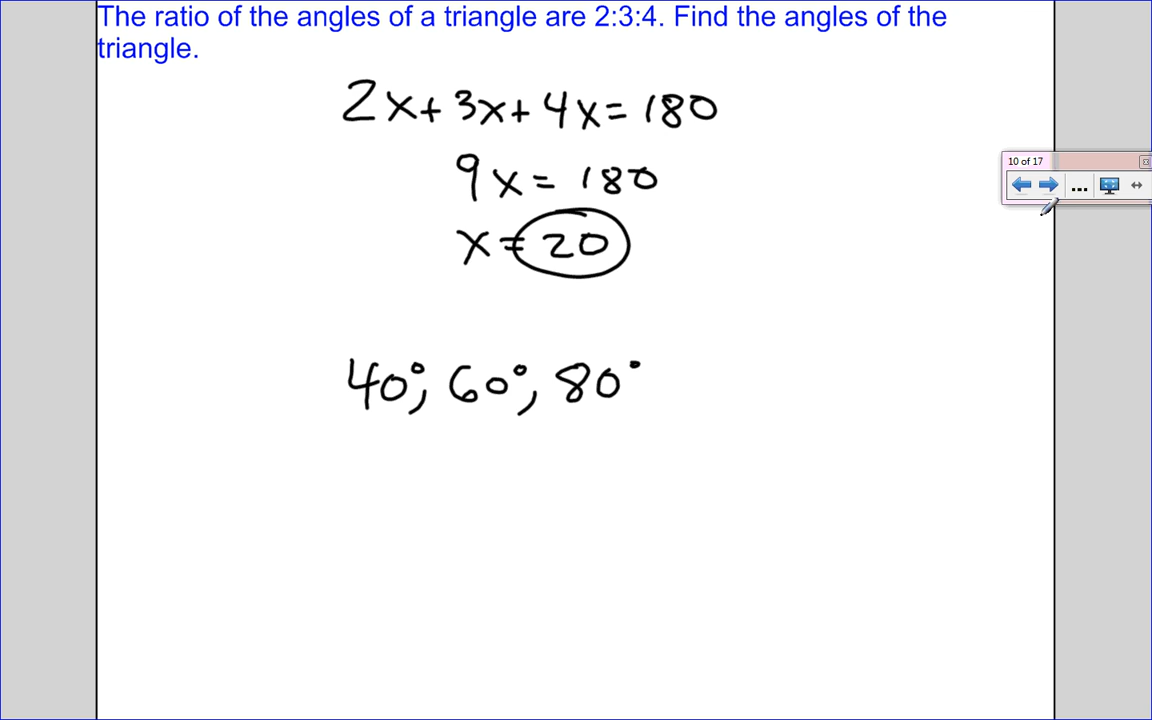 The ratio of the angles of a triangle are 2:3:4. Find the angles of the
triangle.
2x+3x+4x=180
9x=180
x=20
40°, 60°, 80°
10 of 17
...